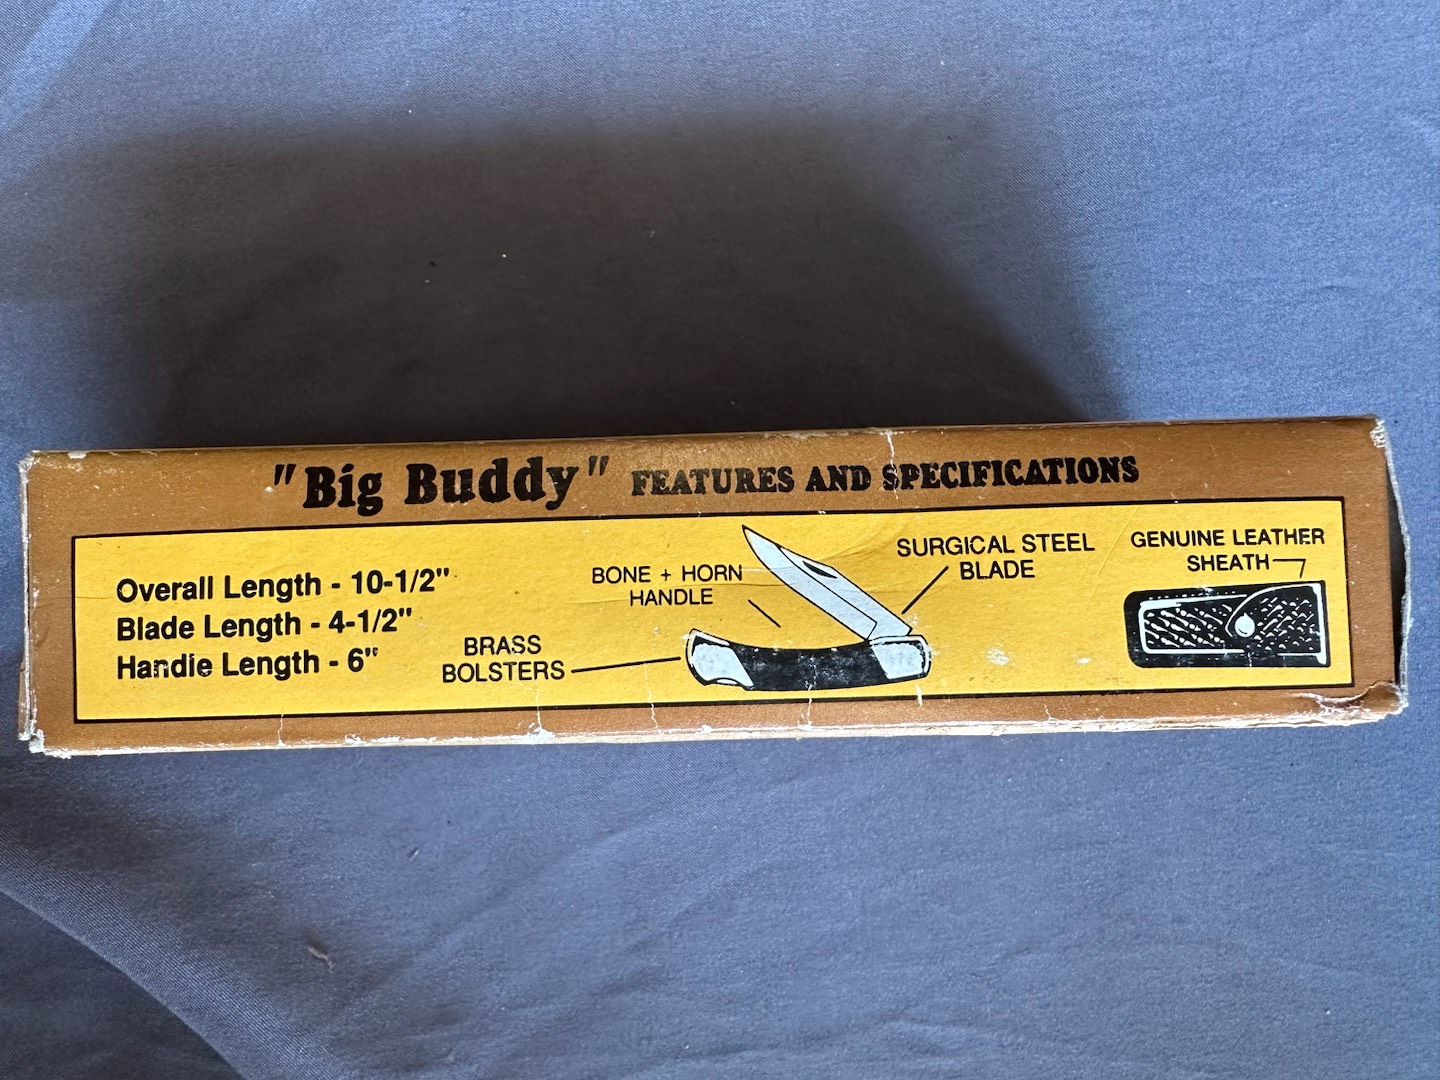 "Big Buddy" FEATURES AND SPECIFICATIONS
Overall Length - 10-1/2"
Blade Length - 4-1/2"
Handle Length - 6"
BRASS
BOLSTERS
BONE + HORN
HANDLE
SURGICAL STEEL
BLADE
GENUINE LEATHER
SHEATH